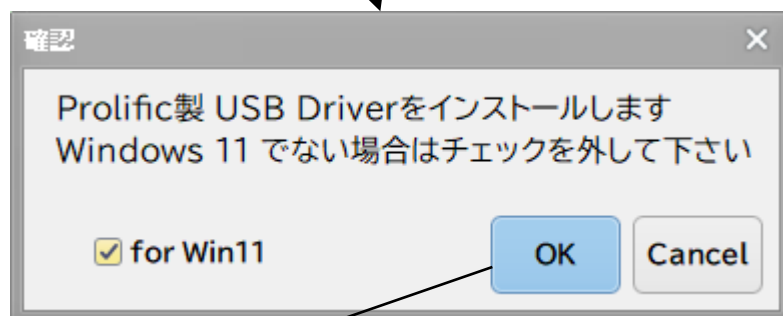 確認
Prolific製 USB Driverをインストールします
Windows 11 でない場合はチェックを外して下さい
for Win11
OK
Cancel